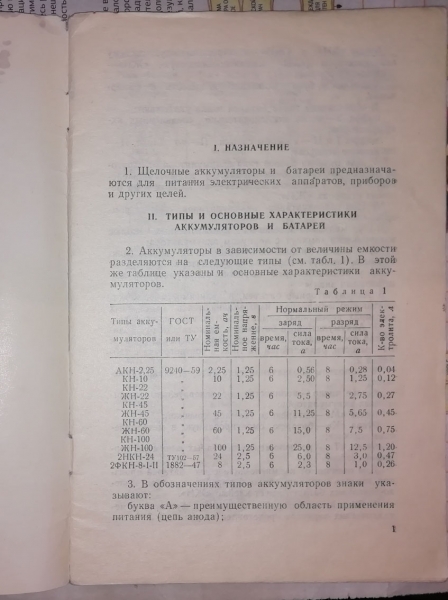 I. НАЗНАЧЕНИЕ
1. Щелочные аккумуляторы и батареи предназнача-
ются для питания электрических аппаратов, приборов
и других целей.
II. ТИПЫ И ОСНОВНЫЕ ХАРАКТЕРИСТИКИ
АККУМУЛЯТОРОВ И БАТАРЕЙ
2. Аккумуляторы в зависимости от величины емкости
разделяются на следующие типы (см. табл. 1). В этой
же таблице указаны и основные характеристики акку-
муляторов.
Таблица 1
Типы акку-
муляторов
ГОСТ
или ТУ
Номиналь-
ная ем-
кость, ач
Номиналь-
ное напря-
жение, в
Нормальный режим
заряд
разряд
время,
час
сила
тока,
а
время,
час
сила
тока,
а
К-во элек-
тролита, л
АКН-2,25 9240—59 2,25 1,25 6 0,56 8 0,28 0,04
КН-10 „ 10 1,25 6 2,50 8 1,25 0,12
КН-22
ЖН-22 „ 22 1,25 6 5,5 8 2,75 0,27
КН-45
ЖН-45 „ 45 1,25 6 11,25 8 5,65 0,45
КН-60
ЖН-60 „ 60 1,25 6 15,0 8 7,5 0,75
КН-100
ЖН-100 „ 100 1,25 6 25,0 8 12,5 1,20
2НКН-24 24 2,5 6 6,0 8 3,0 0,47
2ФКН-8-I-II 1882—47 8 2,5 6 2,3 8 1,0 0,26
3. В обозначениях типов аккумуляторов знаки ука-
зывают:
буква «А» — преимущественную область применения
питания (цепь анода);
1